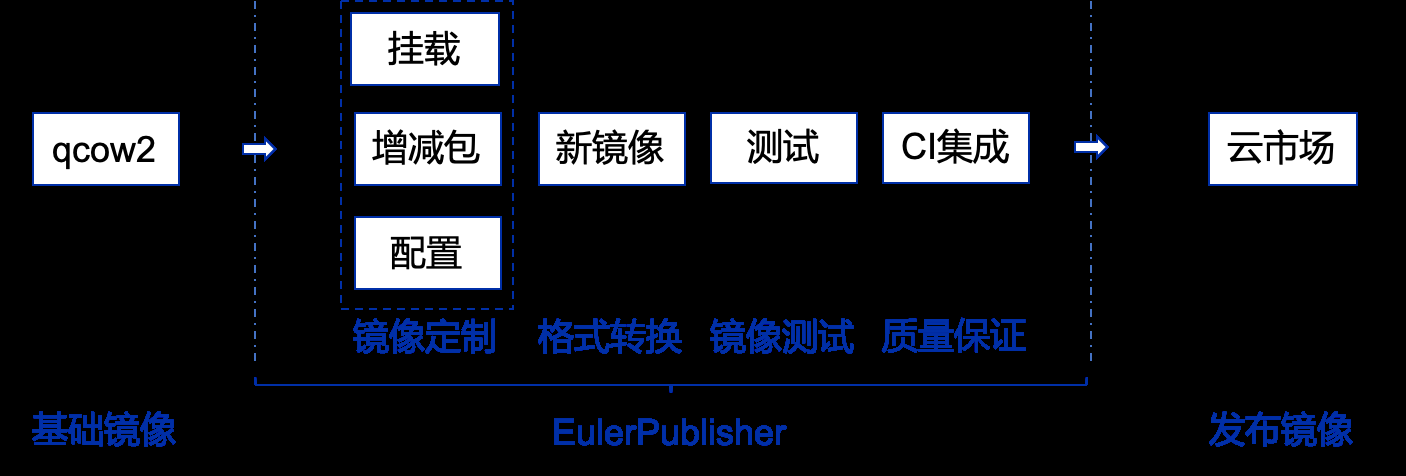 挂载
qcow2
增减包
新镜像
测试
CI集成
云市场
配置
镜像定制
格式转换
镜像测试
质量保证
基础镜像
EulerPublisher
发布镜像